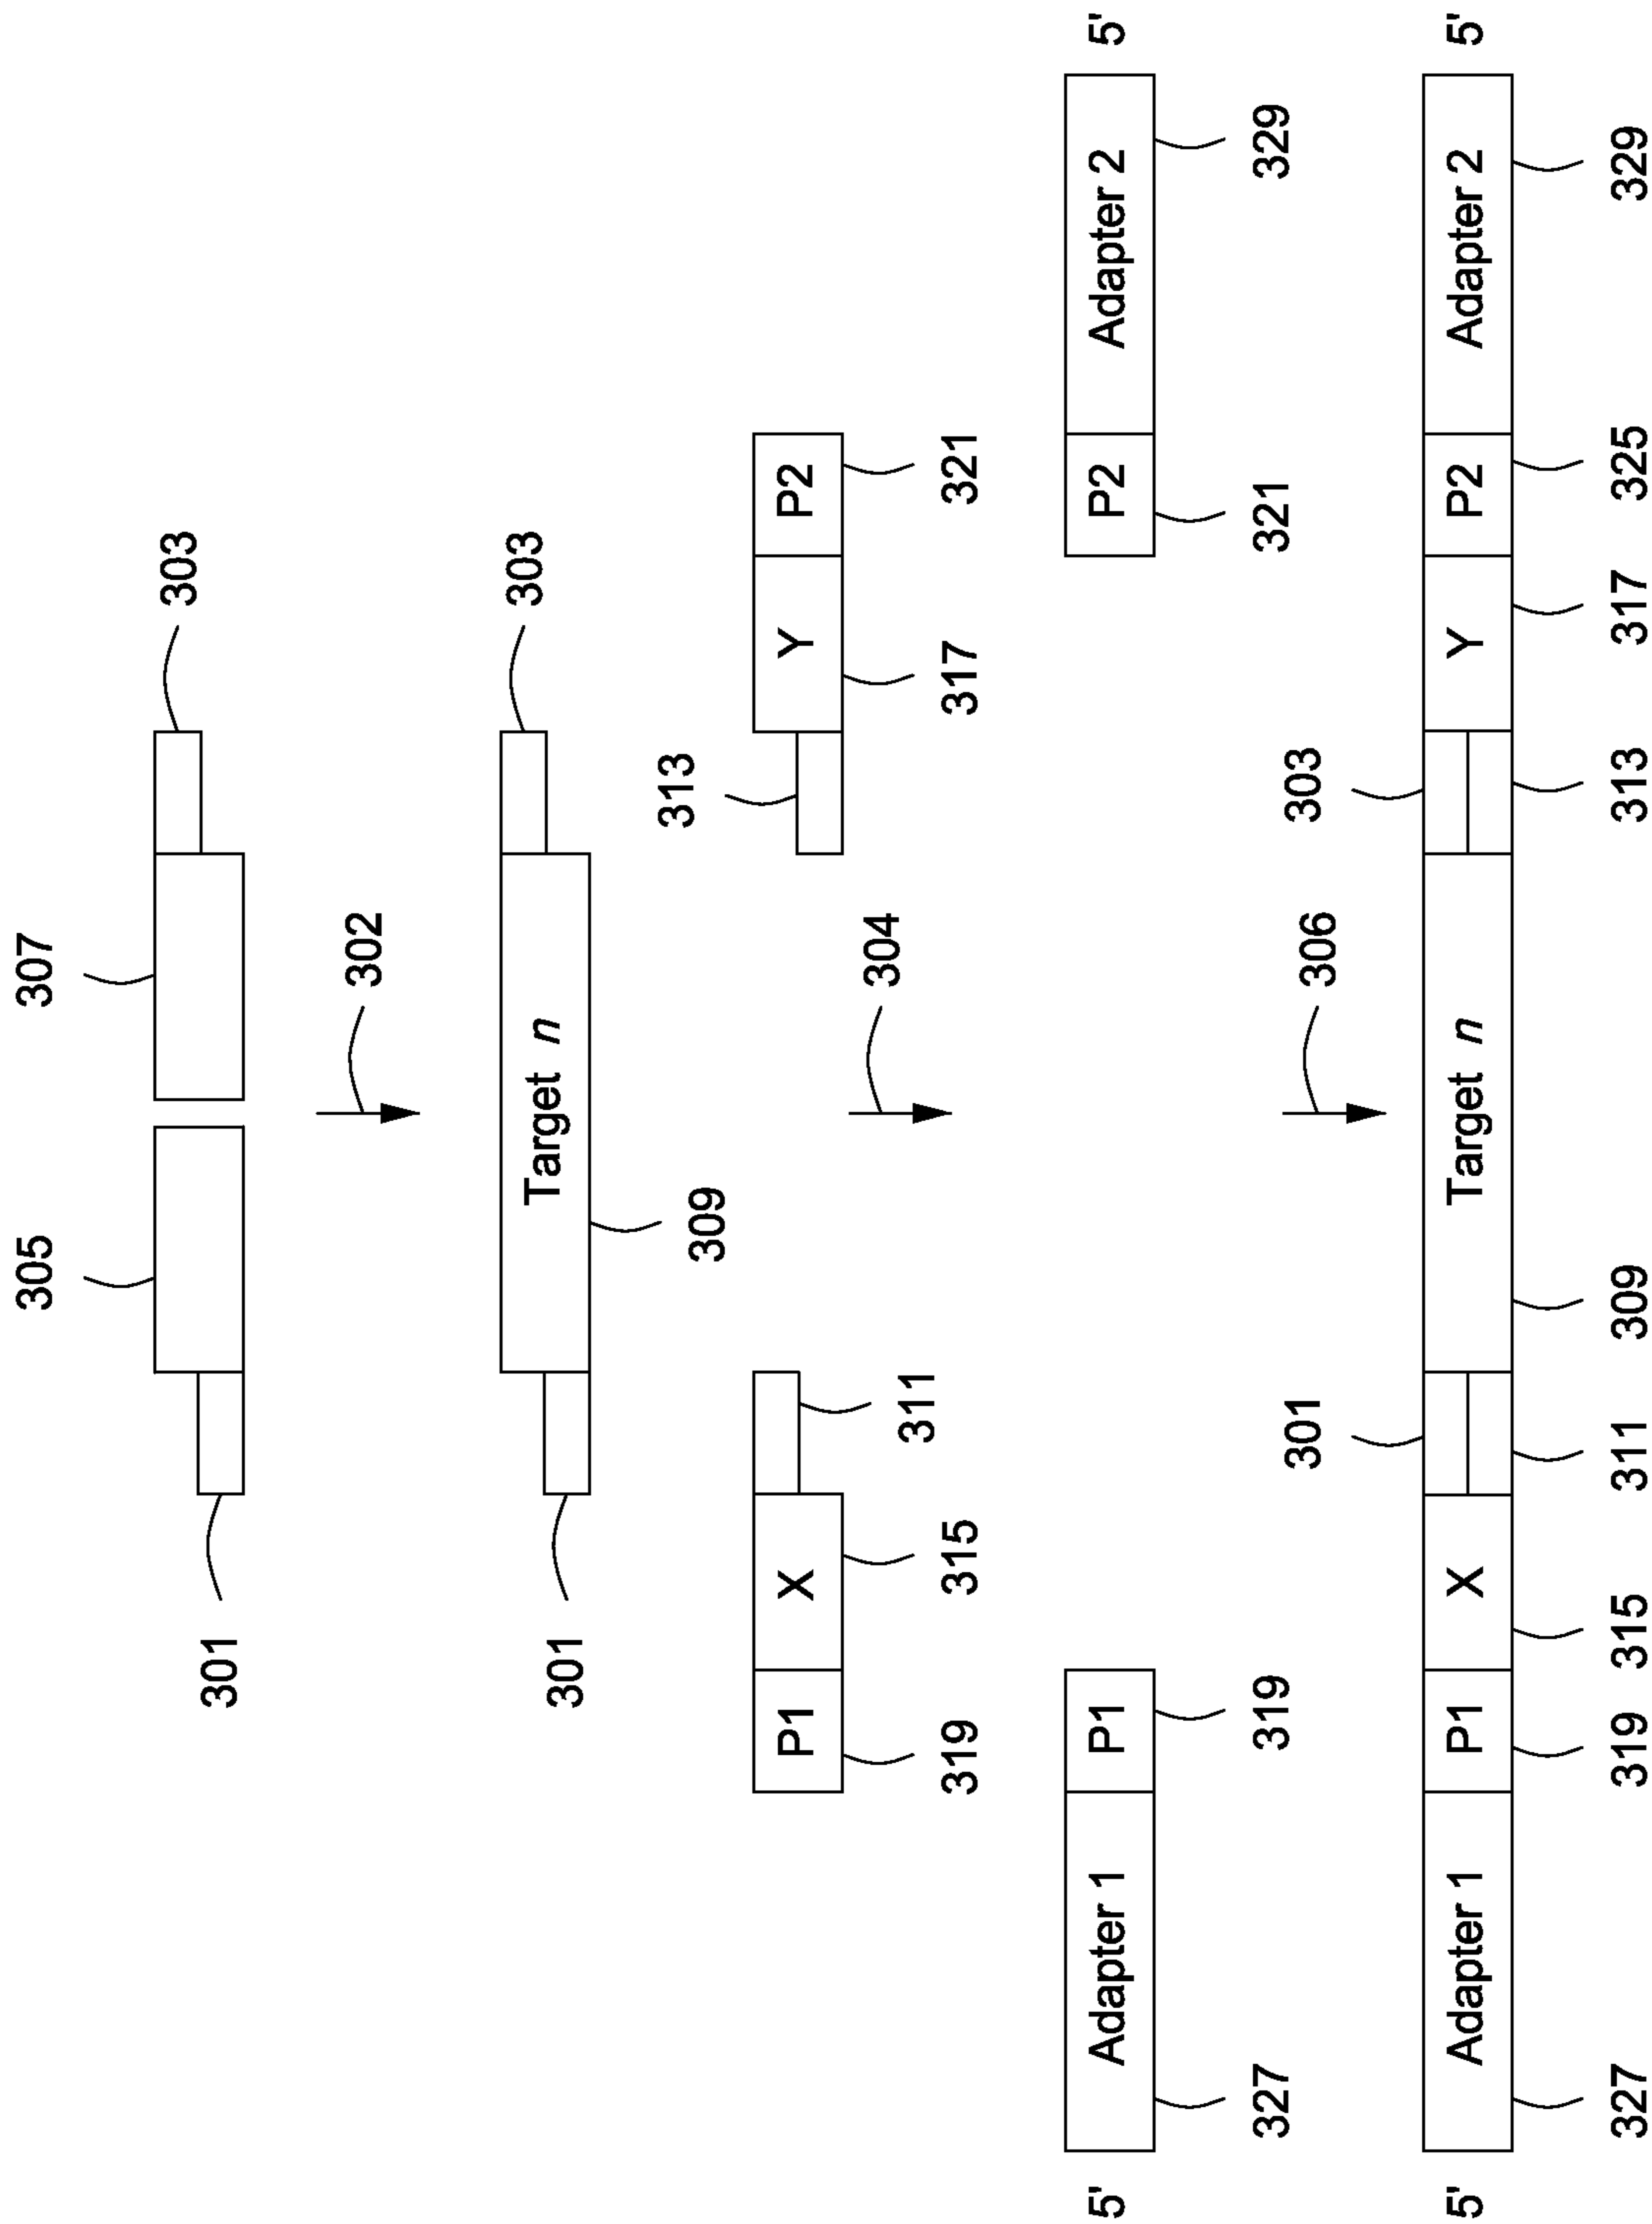 305 307
301 303
302
301 Target n 303
309
313
P1 X Y P2
319 315 311 317 321
304
5' Adapter 1 P1 P2 Adapter 2 5'
327 319 321 329
306
301 303
5' Adapter 1 P1 X Target n Y P2 Adapter 2 5'
327 319 315 311 309 313 317 325 329